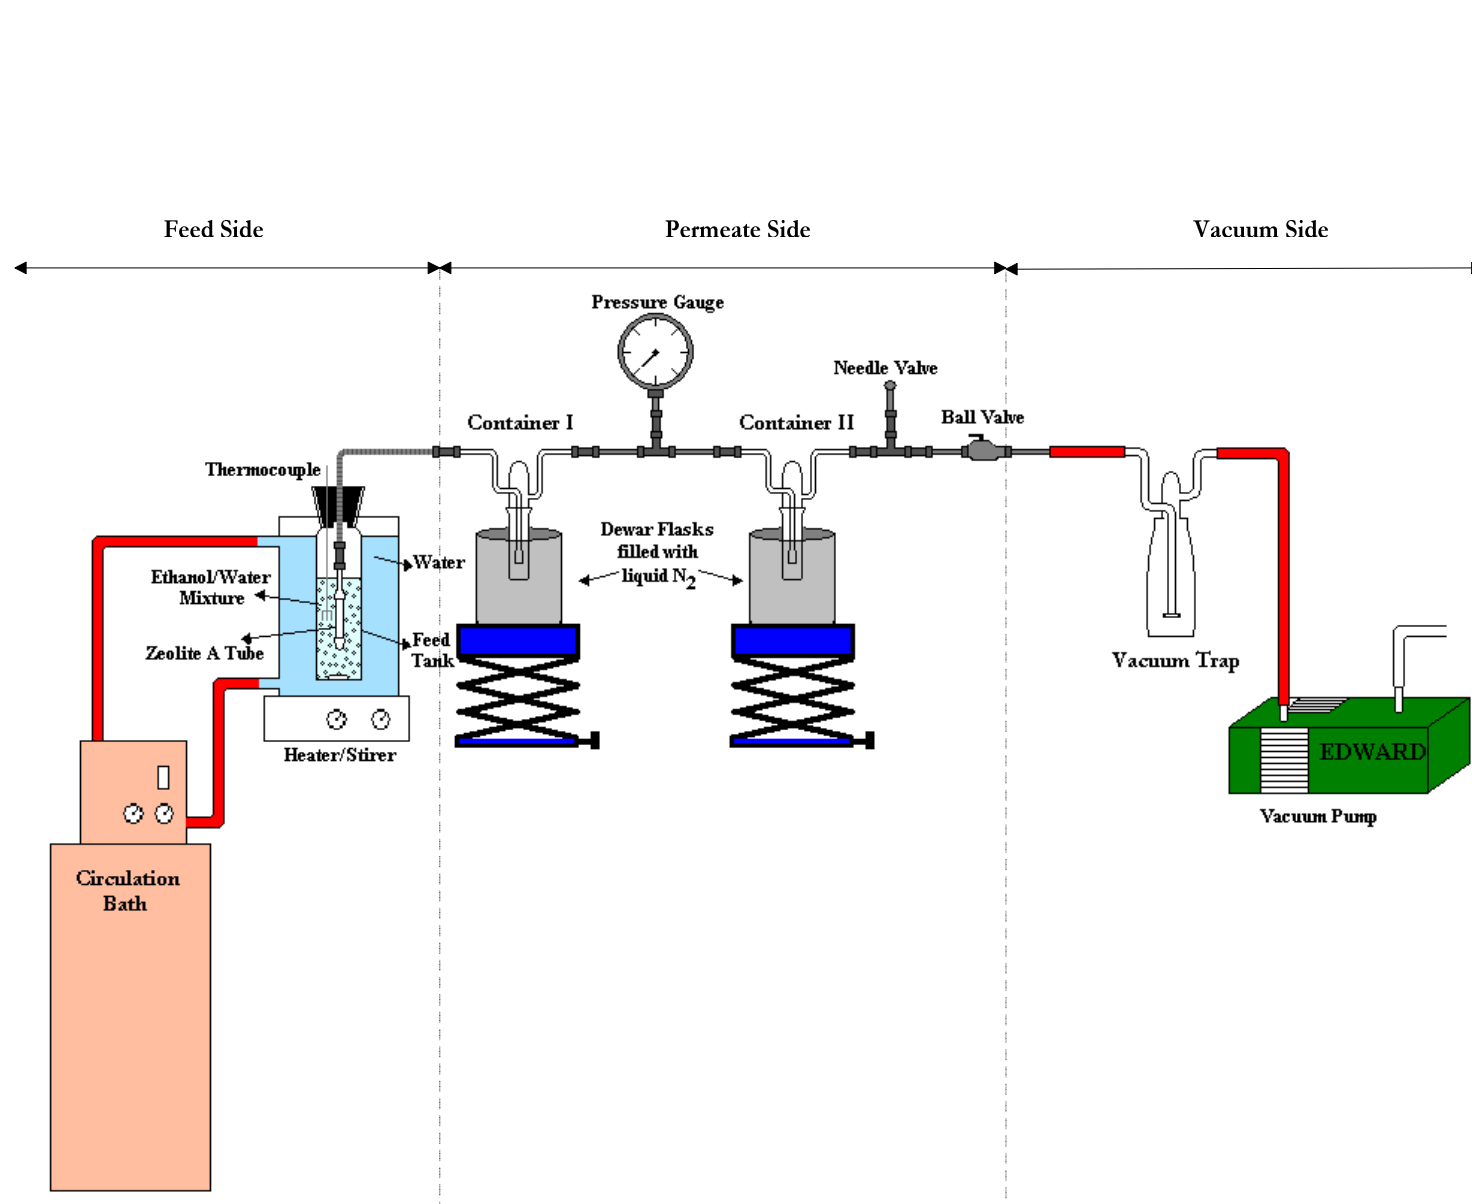 Feed Side
Permeate Side
Vacuum Side
Pressure Gauge
Needle Valve
Container I
Container II
Ball Valve
Thermocouple
Dewar Flasks
filled with
liquid N2
Water
Ethanol/Water
Mixture
Feed
Tank
Zeolite A Tube
Vacuum Trap
Heater/Stirer
EDWARD
Vacuum Pump
Circulation
Bath